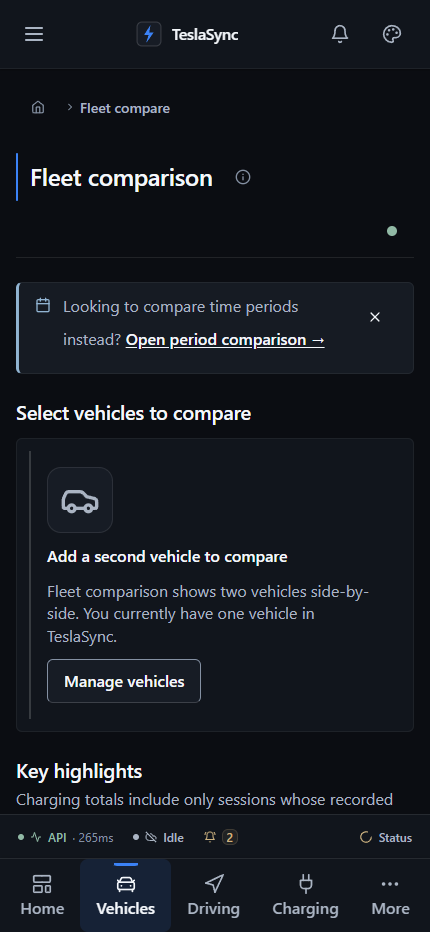 TeslaSync
Fleet compare
Fleet comparison
Looking to compare time periods
instead? Open period comparison →
Select vehicles to compare
Add a second vehicle to compare
Fleet comparison shows two vehicles side-by-
side. You currently have one vehicle in
TeslaSync.
Manage vehicles
Key highlights
Charging totals include only sessions whose recorded
API · 265ms Idle 2 Status
Home Vehicles Driving Charging More